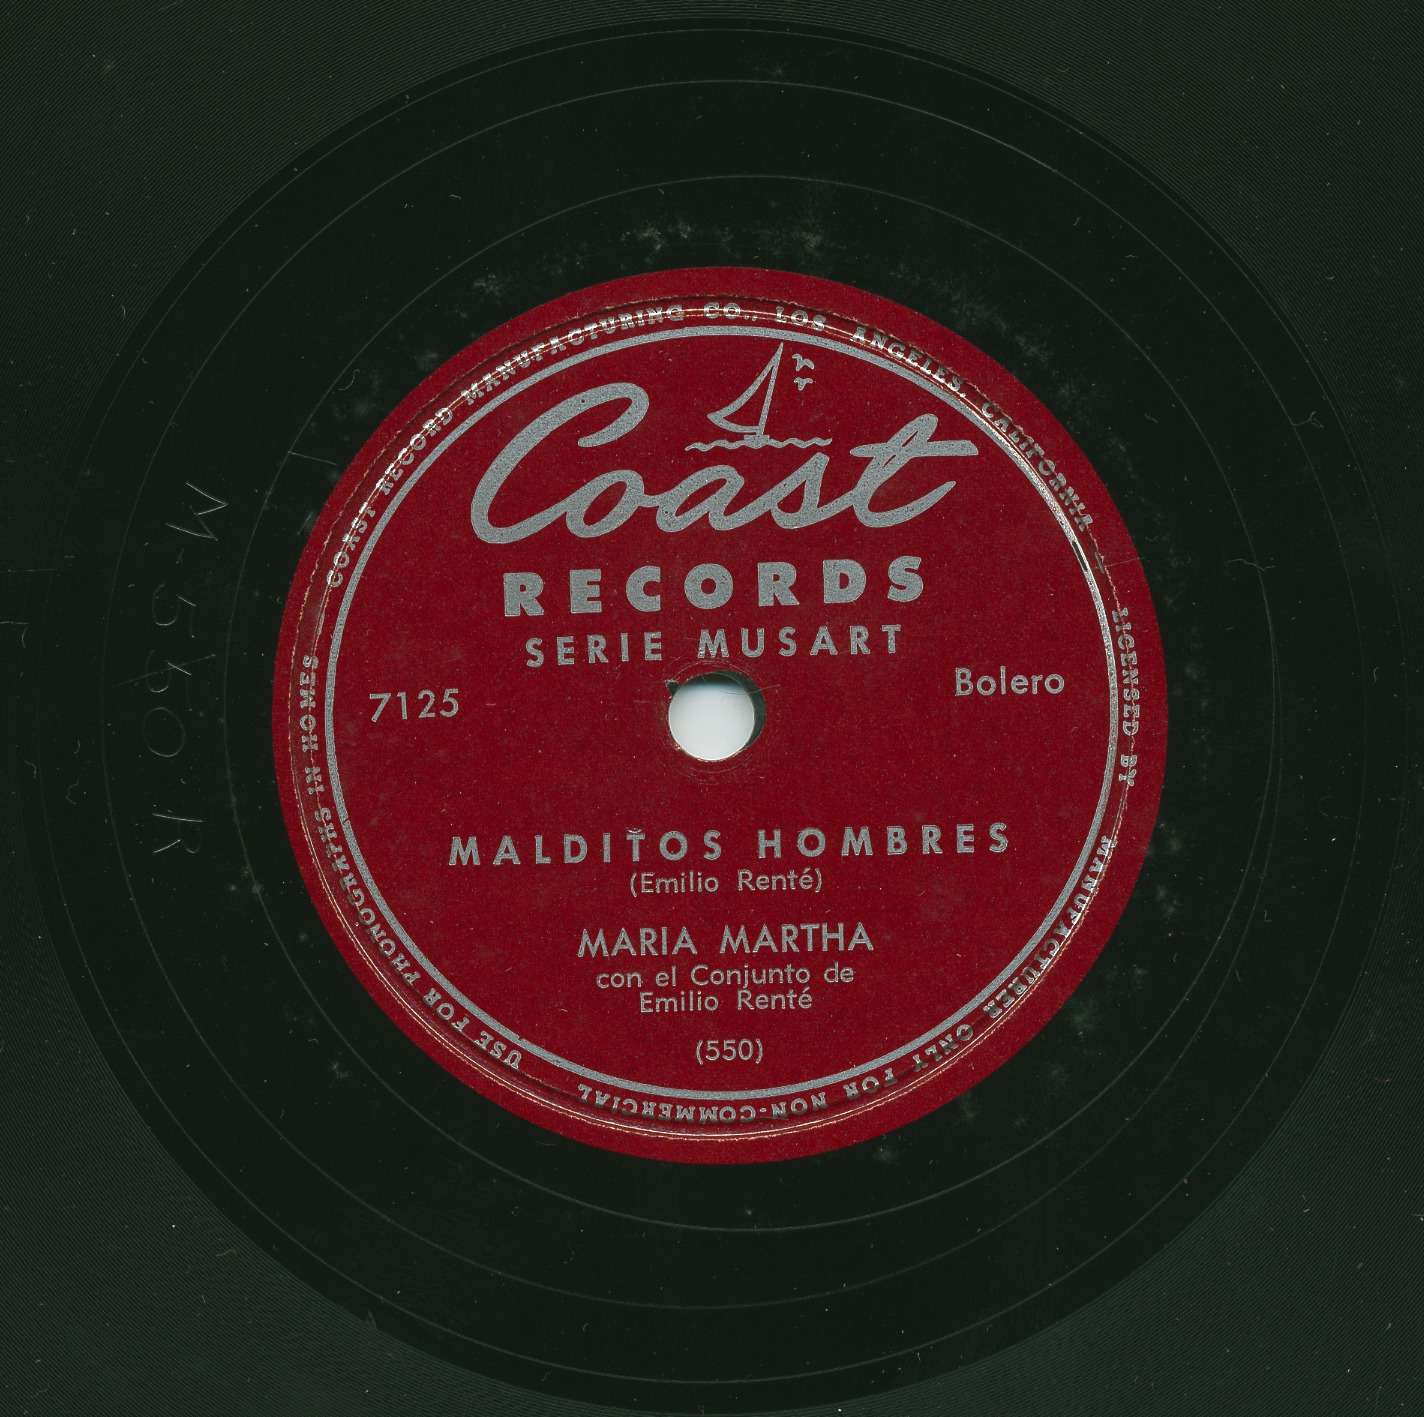 Coast
RECORDS
SERIE MUSART
7125
Bolero
MALDITOS HOMBRES
(Emilio Renté)
MARIA MARTHA
con el Conjunto de
Emilio Renté
(550)
COAST RECORD MANUFACTURING CO., LOS ANGELES, CALIFORNIA — LICENSED BY MANUFACTURER ONLY FOR NON-COMMERCIAL USE FOR PHONOGRAPHS IN HOMES
M-550 R